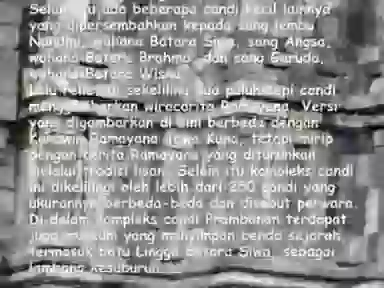 Selain itu ada beberapa candi kecil lainnya
yang dipersembahkan kepada sang lembu
Nandini, wahana Batara Siwa, sang Angsa,
wahana Batara Brahma, dan sang Garuda,
wahana Batara Wisnu.
Lalu relief di sekeliling dua puluh tepi candi
menggambarkan wiracarita Ramayana. Versi
yang digambarkan di sini berbeda dengan
Kakawin Ramayana Jawa Kuna, tetapi mirip
dengan cerita Ramayana yang diturunkan
melalui tradisi lisan. Selain itu kompleks candi
ini dikelilingi oleh lebih dari 250 candi yang
ukurannya berbeda-beda dan disebut perwara.
Di dalam kompleks candi Prambanan terdapat
juga museum yang menyimpan benda sejarah
termasuk batu Lingga batara Siwa, sebagai
lambang kesuburan.